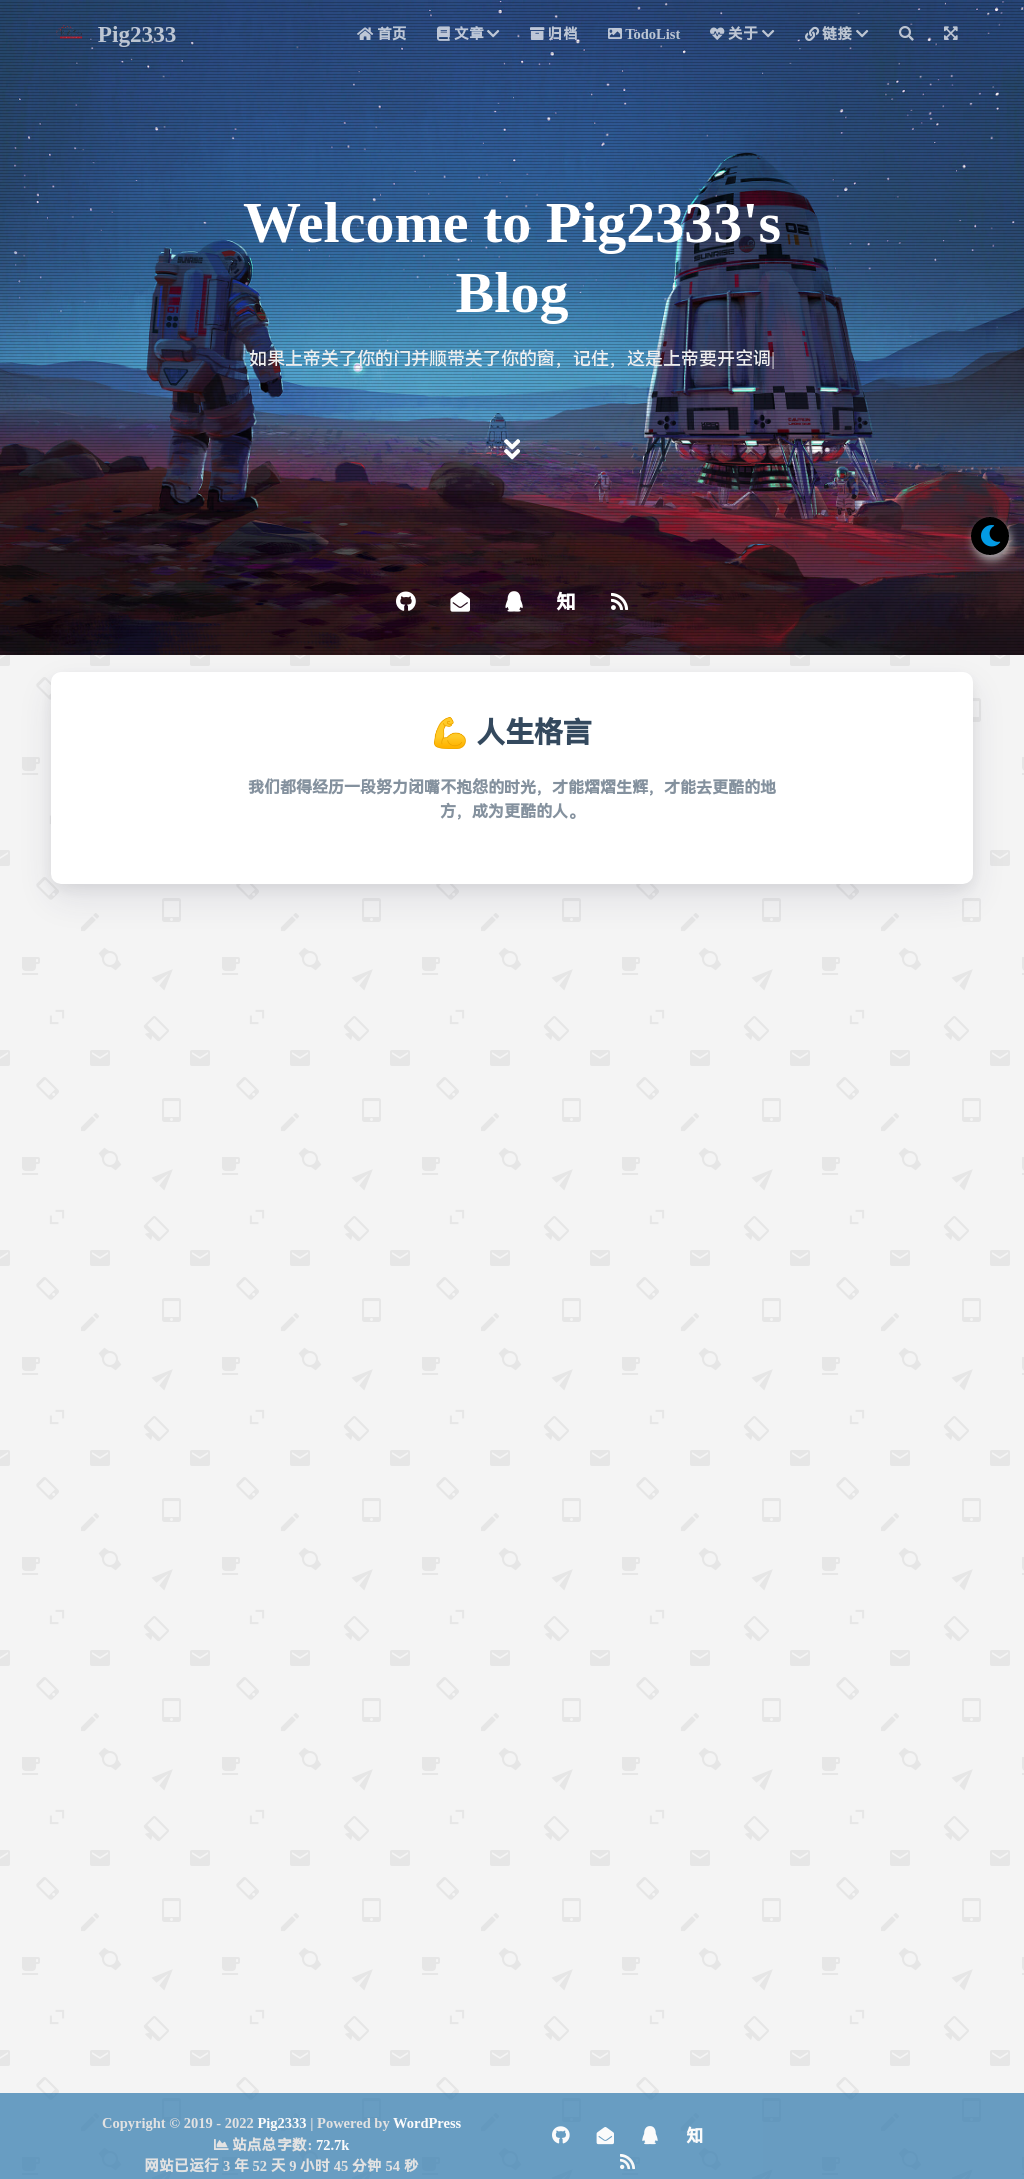 Pig2333
首页
文章
归档
TodoList
关于
链接
SUNRISE
02
Welcome to Pig2333's
Blog
如果上帝关了你的门并顺带关了你的窗，记住，这是上帝要开空调|
知
💪 人生格言
我们都得经历一段努力闭嘴不抱怨的时光，才能熠熠生辉，才能去更酷的地
方，成为更酷的人。
Copyright © 2019 - 2022 Pig2333 | Powered by WordPress
站点总字数: 72.7k
网站已运行 3 年 52 天 9 小时 45 分钟 54 秒
知